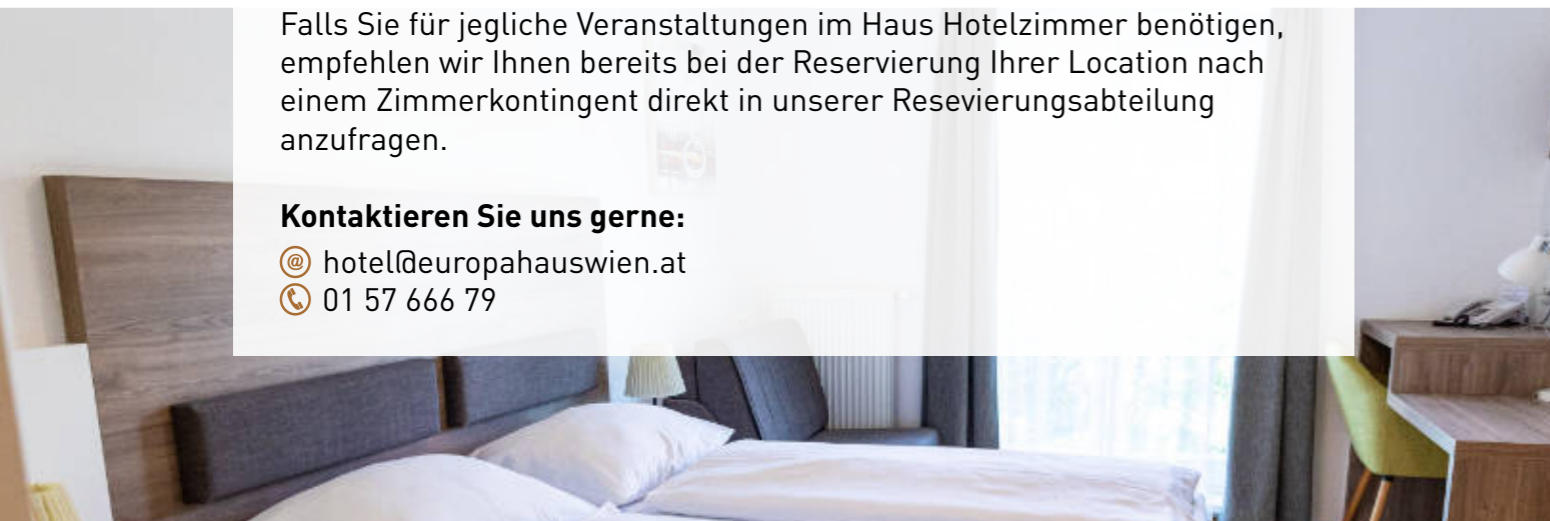 Falls Sie für jegliche Veranstaltungen im Haus Hotelzimmer benötigen,
empfehlen wir Ihnen bereits bei der Reservierung Ihrer Location nach
einem Zimmerkontingent direkt in unserer Resevierungsabteilung
anzufragen.
Kontaktieren Sie uns gerne:
@ hotel@europahauswien.at
01 57 666 79